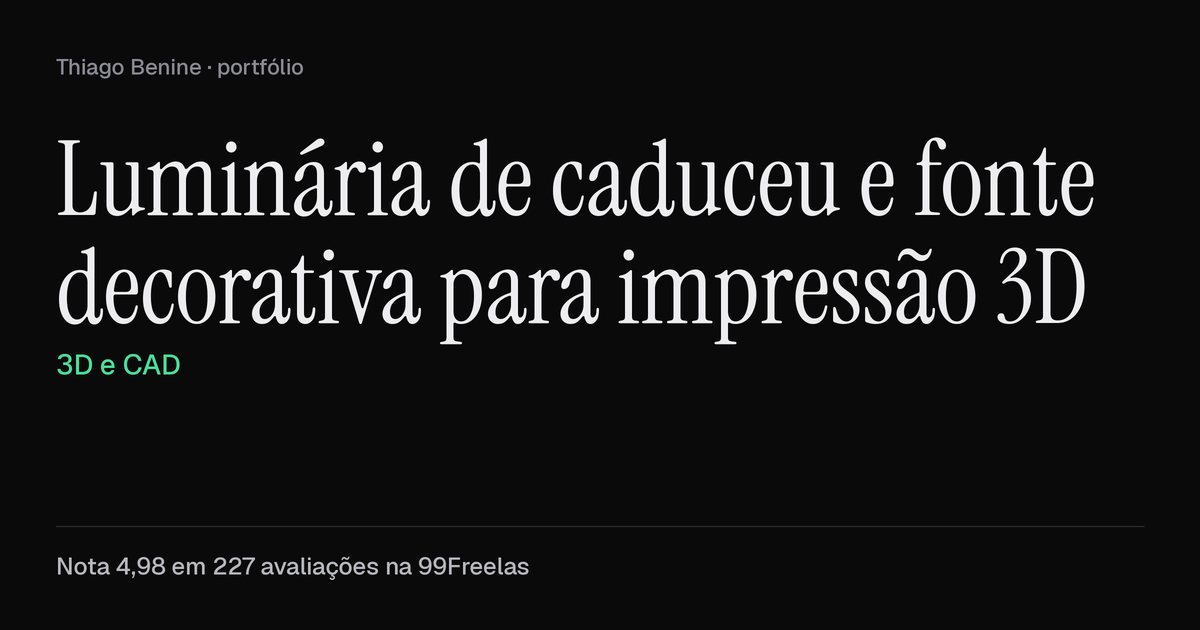 Thiago Benine · portfólio
Luminária de caduceu e fonte
decorativa para impressão 3D
3D e CAD
Nota 4,98 em 227 avaliações na 99Freelas